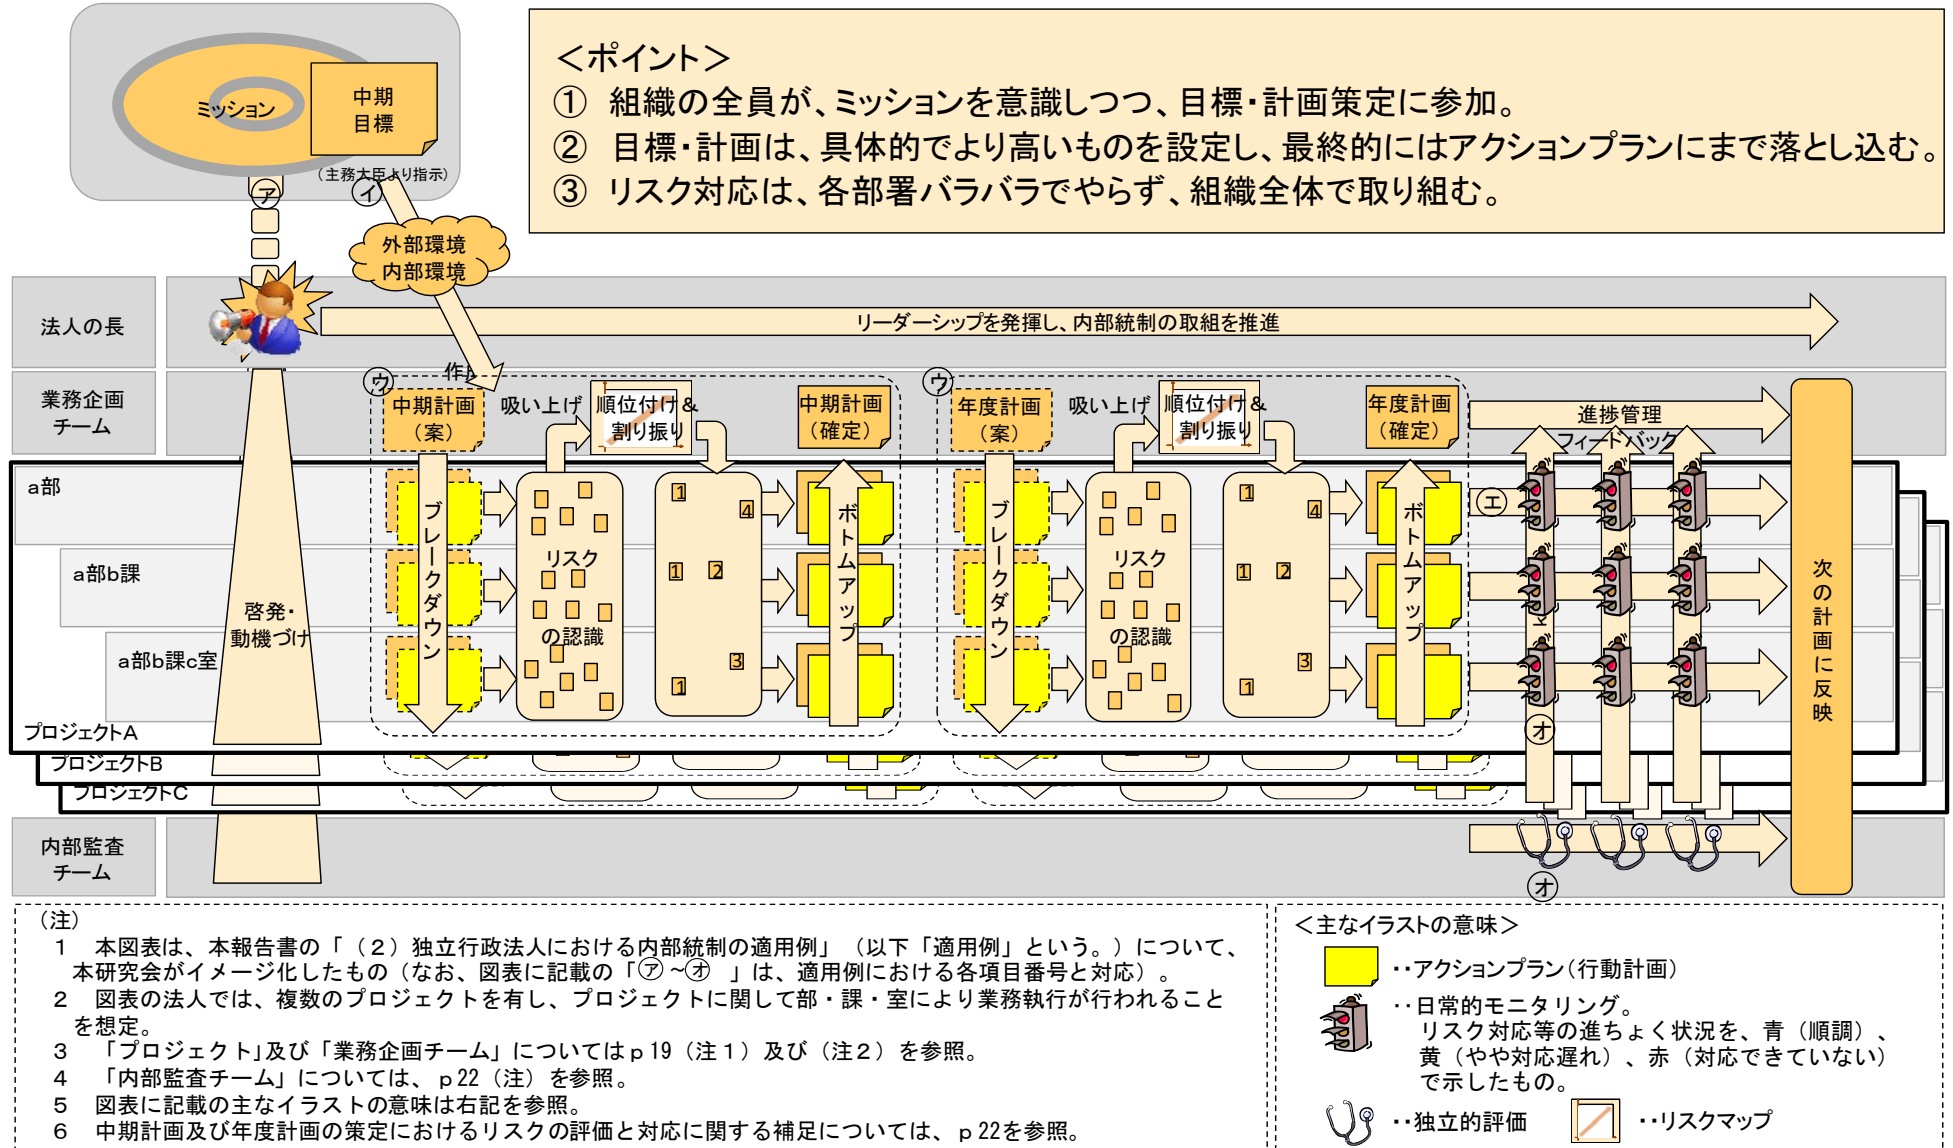 ミッション
中期
目標
(主務大臣より指示)
㋐
㋑
外部環境
内部環境
＜ポイント＞
① 組織の全員が、ミッションを意識しつつ、目標・計画策定に参加。
② 目標・計画は、具体的でより高いものを設定し、最終的にはアクションプランにまで落とし込む。
③ リスク対応は、各部署バラバラでやらず、組織全体で取り組む。
法人の長
リーダーシップを発揮し、内部統制の取組を推進
業務企画
チーム
㋒
中期計画
（案）
吸い上げ
順位付け＆
割り振り
中期計画
（確定）
㋒
年度計画
（案）
吸い上げ
順位付け＆
割り振り
年度計画
（確定）
進捗管理
フィードバック
a部
a部b課
a部b課c室
啓発・
動機づけ
ブレークダウン
リスク
の認識
1
4
1
2
3
1
ボトムアップ
ブレークダウン
リスク
の認識
1
4
1
2
3
1
ボトムアップ
㋓
㋔
次の計画に反映
プロジェクトA
プロジェクトB
プロジェクトC
内部監査
チーム
㋔
（注）
1 本図表は、本報告書の「（2）独立行政法人における内部統制の適用例」（以下「適用例」という。）について、
本研究会がイメージ化したもの（なお、図表に記載の「㋐～㋔ 」は、適用例における各項目番号と対応）。
2 図表の法人では、複数のプロジェクトを有し、プロジェクトに関して部・課・室により業務執行が行われること
を想定。
3 「プロジェクト」及び「業務企画チーム」についてはp19（注1）及び（注2）を参照。
4 「内部監査チーム」については、p22（注）を参照。
5 図表に記載の主なイラストの意味は右記を参照。
6 中期計画及び年度計画の策定におけるリスクの評価と対応に関する補足については、p22を参照。
＜主なイラストの意味＞
・・アクションプラン（行動計画）
・・日常的モニタリング。
リスク対応等の進ちょく状況を、青（順調）、
黄（やや対応遅れ）、赤（対応できていない）
で示したもの。
・・独立的評価
・・リスクマップ